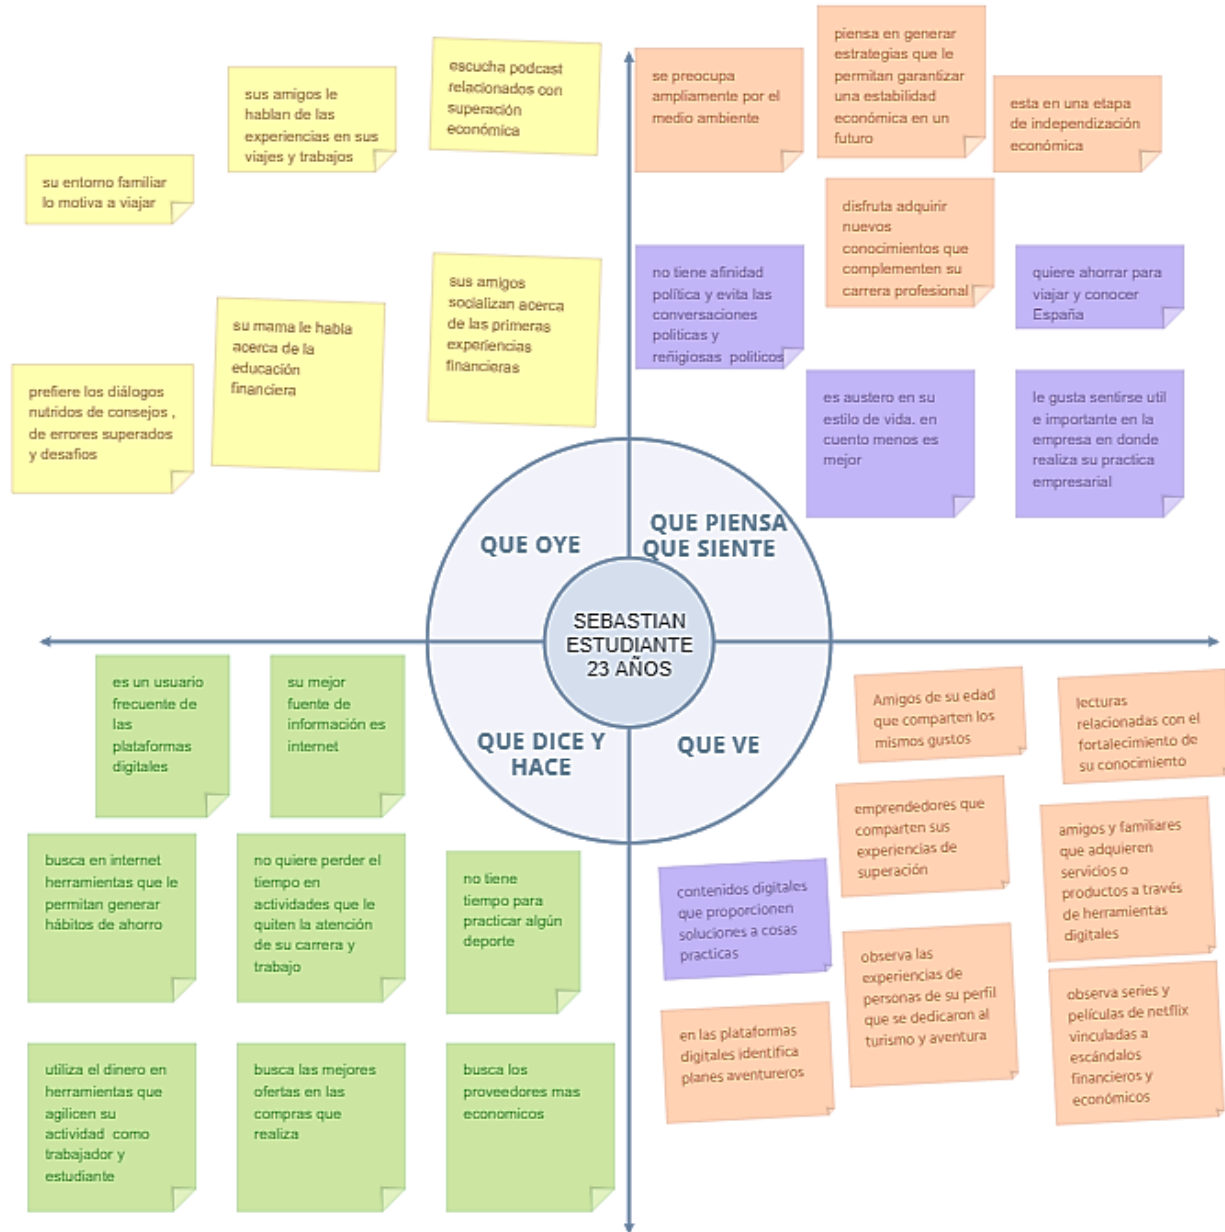 su entorno familiar
lo motiva a viajar
sus amigos le
hablan de las
experiencias en sus
viajes y trabajos
escucha podcast
relacionados con
superación
económica
prefiere los diálogos
nutridos de consejos ,
de errores superados
y desafios
su mama le habla
acerca de la
educación
financiera
sus amigos
socializan acerca
de las primeras
experiencias
financieras
se preocupa
ampliamente por el
medio ambiente
piensa en generar
estrategias que le
permitan garantizar
una estabilidad
económica en un
futuro
esta en una etapa
de independización
económica
disfruta adquirir
nuevos
conocimientos que
complementen su
carrera profesional
no tiene afinidad
política y evita las
conversaciones
politicas y
reñigiosas politicos
quiere ahorrar para
viajar y conocer
España
es austero en su
estilo de vida. en
cuento menos es
mejor
le gusta sentirse util
e importante en la
empresa en donde
realiza su practica
empresarial
QUE OYE
QUE PIENSA
QUE SIENTE
SEBASTIAN
ESTUDIANTE
23 AÑOS
QUE DICE Y
HACE
QUE VE
es un usuario
frecuente de
las
plataformas
digitales
su mejor
fuente de
información es
internet
busca en internet
herramientas que le
permitan generar
hábitos de ahorro
no quiere perder el
tiempo en
actividades que le
quiten la atención
de su carrera y
trabajo
no tiene
tiempo para
practicar algún
deporte
utiliza el dinero en
herramientas que
agilicen su
actividad como
trabajador y
estudiante
busca las mejores
ofertas en las
compras que
realiza
busca los
proveedores mas
economicos
Amigos de su edad
que comparten los
mismos gustos
lecturas
relacionadas con el
fortalecimiento de
su conocimiento
emprendedores que
comparten sus
experiencias de
superación
amigos y familiares
que adquieren
servicios o
productos a través
de herramientas
digitales
contenidos digitales
que proporcionen
soluciones a cosas
practicas
observa las
experiencias de
personas de su perfil
que se dedicaron al
turismo y aventura
en las plataformas
digitales identifica
planes aventureros
observa series y
películas de netflix
vinculadas a
escándalos
financieros y
económicos